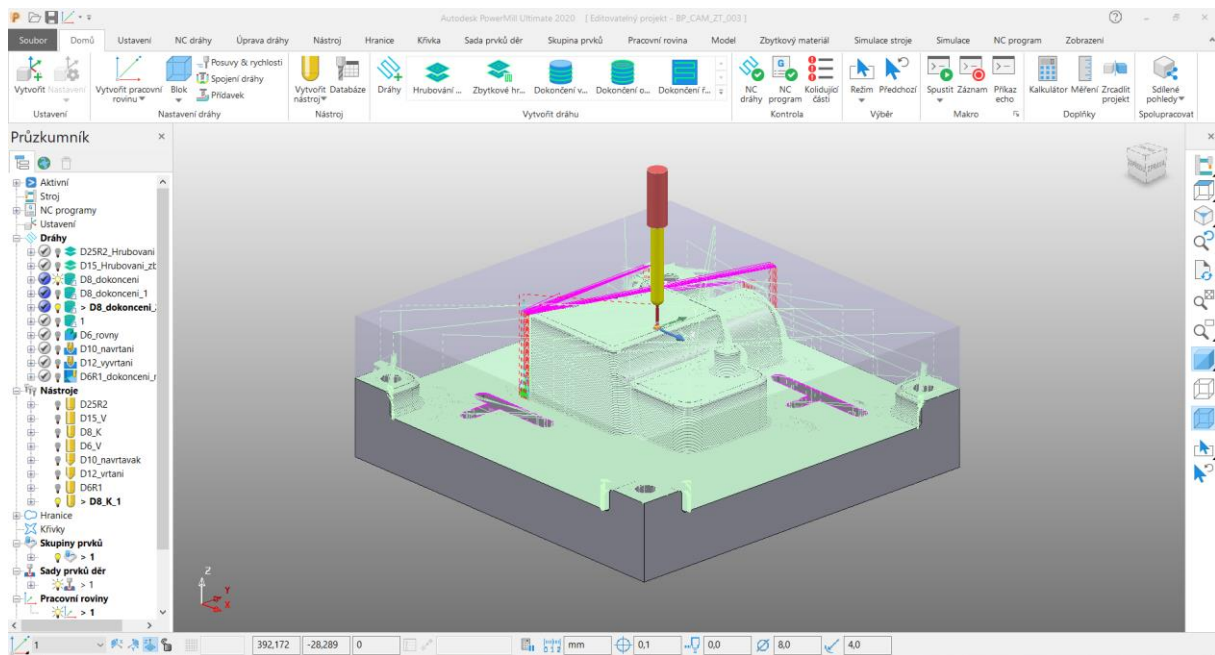 Autodesk PowerMill Ultimate 2020 [ Editovatelný projekt - BP_CAM_ZT_003 ]
Soubor Domů Ustavení NC dráhy Úprava dráhy Nástroj Hranice Křivka Sada prvků děr Skupina prvků Pracovní rovina Model Zbytkový materiál Simulace stroje Simulace NC program Zobrazení
Posuvy & rychlosti
Spojení dráhy
Přídavek
Vytvořit Nastavení
Vytvořit pracovní rovinu
Blok
Vytvořit nástroj
Databáze
Dráhy
Hrubování ...
Zbytkové hr...
Dokončení v...
Dokončení o...
Dokončení ř...
NC dráhy
NC program
Kolidující části
Režim Předchozí
Spustit Záznam
Příkaz echo
Kalkulátor Měření
Zrcadlit projekt
Sdílené pohledy
Ustavení Nastavení dráhy Nástroj Vytvořit dráhu Kontrola Výběr Makro Doplňky Spolupracovat
Průzkumník
Aktivní
Stroj
NC programy
Ustavení
Dráhy
D25R2_Hrubovani
D15_Hrubovani_zb
D8_dokonceni
D8_dokonceni_1
> D8_dokonceni_
1
D6_rovny
D10_navrtani
D12_vyvrtani
D6R1_dokonceni_r
Nástroje
D25R2
D15_V
D8_K
D6_V
D10_navrtavak
D12_vrtani
D6R1
> D8_K_1
Hranice
Křivky
Skupiny prvků
> 1
Sady prvků děr
> 1
Pracovní roviny
> 1
Z
Y
X
1 392,172 -28,289 0 mm 0,1 0,0 8,0 4,0